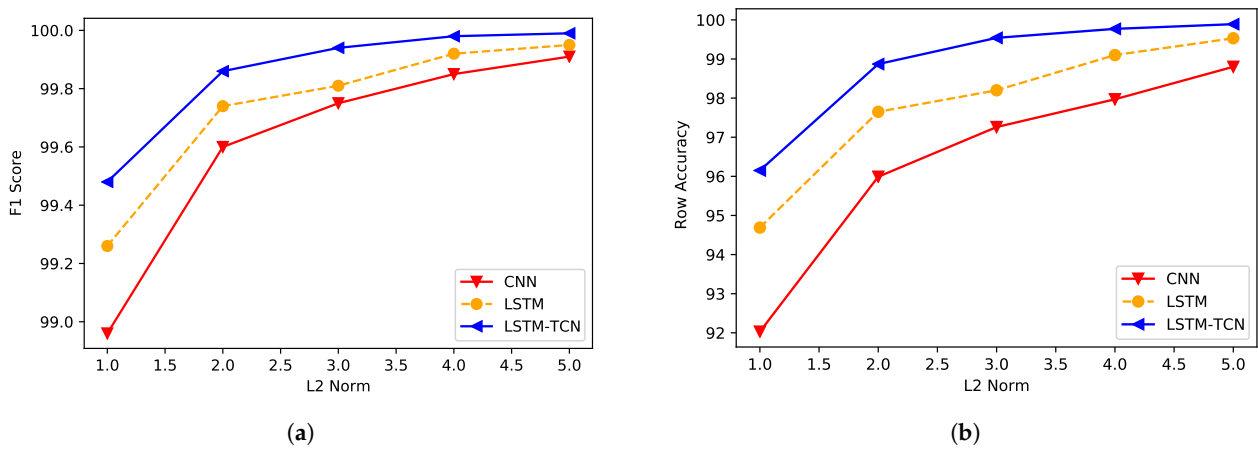 100.0
99.8
99.6
99.4
99.2
99.0
F1 Score
1.0 1.5 2.0 2.5 3.0 3.5 4.0 4.5 5.0
L2 Norm
CNN
LSTM
LSTM-TCN
(a)
100
99
98
97
96
95
94
93
92
Row Accuracy
1.0 1.5 2.0 2.5 3.0 3.5 4.0 4.5 5.0
L2 Norm
CNN
LSTM
LSTM-TCN
(b)